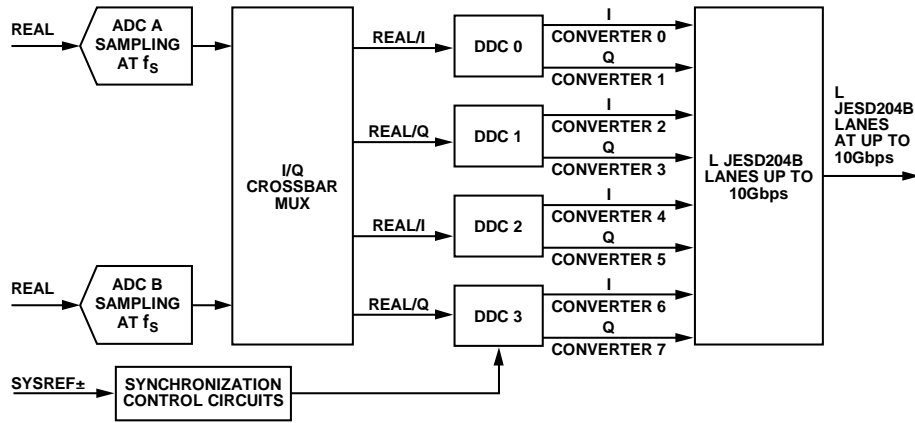 REAL
ADC A
SAMPLING
AT fS
I/Q
CROSSBAR
MUX
REAL/I
DDC 0
I
CONVERTER 0
Q
CONVERTER 1
REAL/Q
DDC 1
I
CONVERTER 2
Q
CONVERTER 3
REAL/I
DDC 2
I
CONVERTER 4
Q
CONVERTER 5
REAL
ADC B
SAMPLING
AT fS
REAL/Q
DDC 3
I
CONVERTER 6
Q
CONVERTER 7
L JESD204B
LANES UP TO
10Gbps
L
JESD204B
LANES
AT UP TO
10Gbps
SYSREF±
SYNCHRONIZATION
CONTROL CIRCUITS